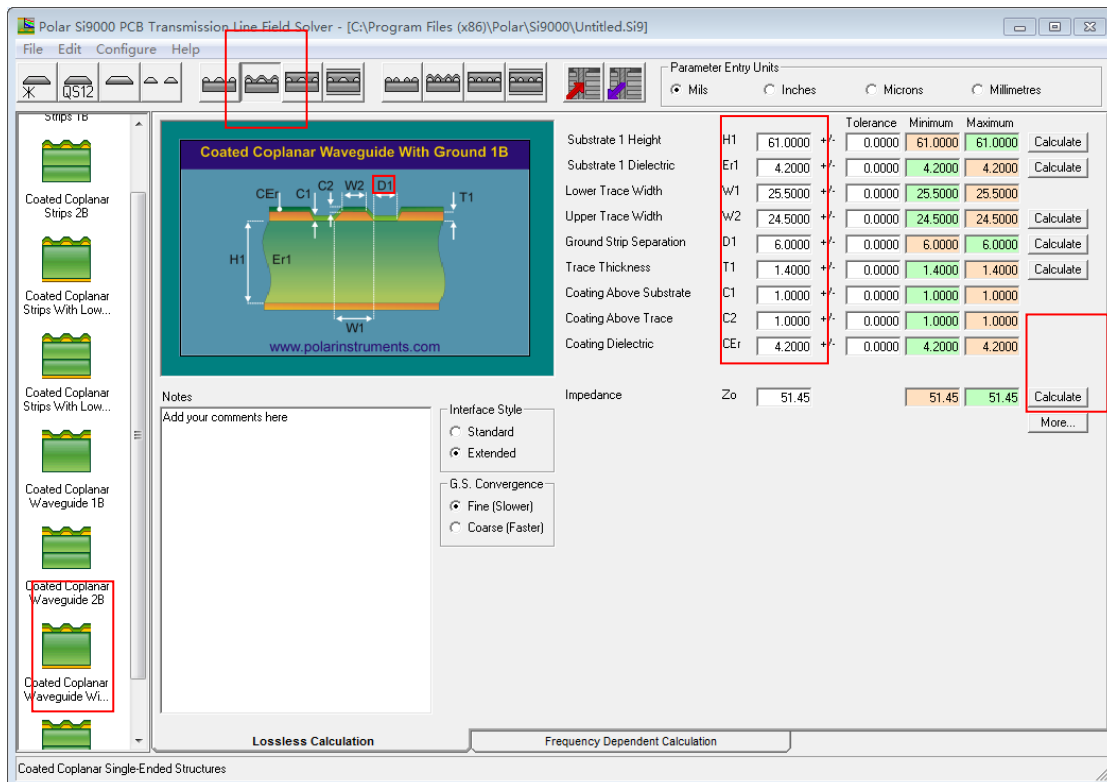 Polar Si9000 PCB Transmission Line Field Solver - [C:\Program Files (x86)\Polar\Si9000\Untitled.Si9]
File Edit Configure Help
QS12
Parameter Entry Units
Mils Inches Microns Millimetres
Strips 1B
Coated Coplanar
Strips 2B
Coated Coplanar
Strips With Low...
Coated Coplanar
Strips With Low...
Coated Coplanar
Waveguide 1B
Coated Coplanar
Waveguide 2B
Coated Coplanar
Waveguide Wi...
Coated Coplanar Waveguide With Ground 1B
CEr C1 C2 W2 D1 T1
H1 Er1
W1
www.polarinstruments.com
Notes
Add your comments here
Interface Style
Standard
Extended
G.S. Convergence
Fine (Slower)
Coarse (Faster)
Tolerance Minimum Maximum
Substrate 1 Height H1 61.0000 +/- 0.0000 61.0000 61.0000 Calculate
Substrate 1 Dielectric Er1 4.2000 +/- 0.0000 4.2000 4.2000 Calculate
Lower Trace Width W1 25.5000 +/- 0.0000 25.5000 25.5000
Upper Trace Width W2 24.5000 +/- 0.0000 24.5000 24.5000 Calculate
Ground Strip Separation D1 6.0000 +/- 0.0000 6.0000 6.0000 Calculate
Trace Thickness T1 1.4000 +/- 0.0000 1.4000 1.4000 Calculate
Coating Above Substrate C1 1.0000 +/- 0.0000 1.0000 1.0000
Coating Above Trace C2 1.0000 +/- 0.0000 1.0000 1.0000
Coating Dielectric CEr 4.2000 +/- 0.0000 4.2000 4.2000
Impedance Zo 51.45 51.45 51.45 Calculate
More...
Lossless Calculation Frequency Dependent Calculation
Coated Coplanar Single-Ended Structures